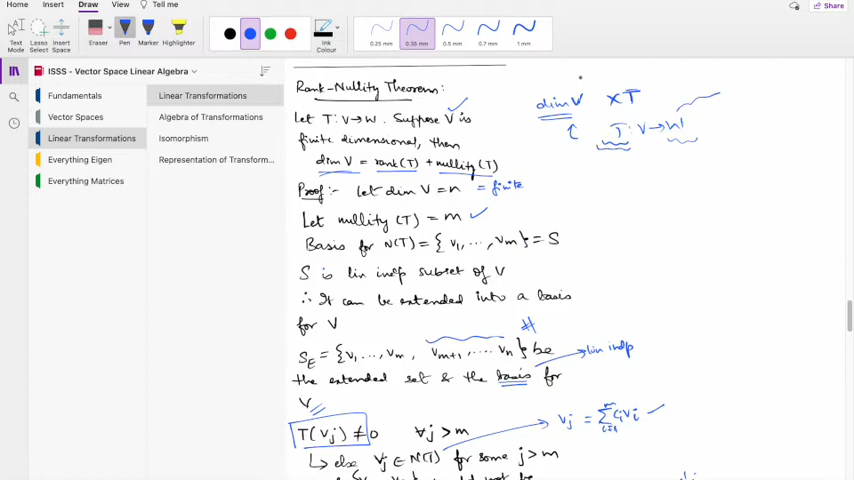 Home Insert Draw View Tell me
Share
Text Mode
Lasso Select
Insert Space
Eraser
Pen
Marker
Highlighter
Ink Colour
0.25 mm
0.35 mm
0.5 mm
0.7 mm
1 mm
ISSS - Vector Space Linear Algebra
Fundamentals
Vector Spaces
Linear Transformations
Everything Eigen
Everything Matrices
Linear Transformations
Algebra of Transformations
Isomorphism
Representation of Transform...
Rank-Nullity Theorem:
let T: V→W. Suppose V is
finite dimensional, then
dim V = rank(T) + nullity(T)
Proof :- let dim V = n = finite
Let nullity (T) = m
Basis for N(T) = { v1, ..., vm } = S
S is lin indp subset of V
∴ It can be extended into a basis
for V
#
SE = { v1 ..., vm , vm+1, .... vn } be
lin indp
the extended set & the basis for
V
T(vj) ≠ 0 ∀j > m
↳ else vj ∈ N(T) for some j > m
vj = Σ i=1 m ci vi
dim V × T
T : V → W